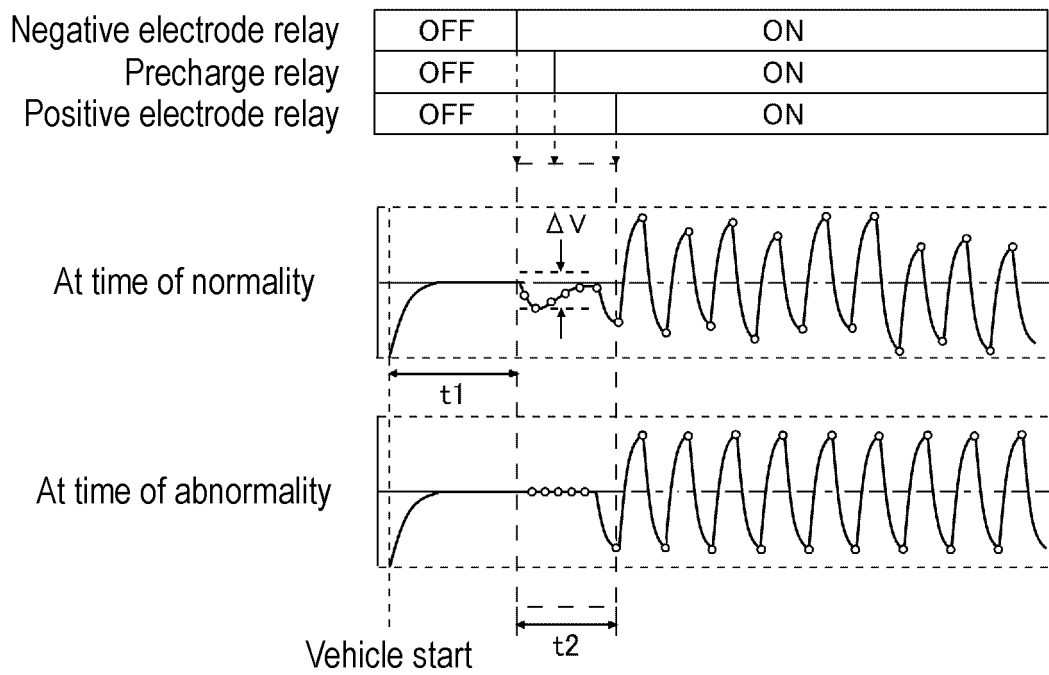 Negative electrode relay OFF ON
Precharge relay OFF ON
Positive electrode relay OFF ON
ΔV
At time of normality
t1
At time of abnormality
t2
Vehicle start